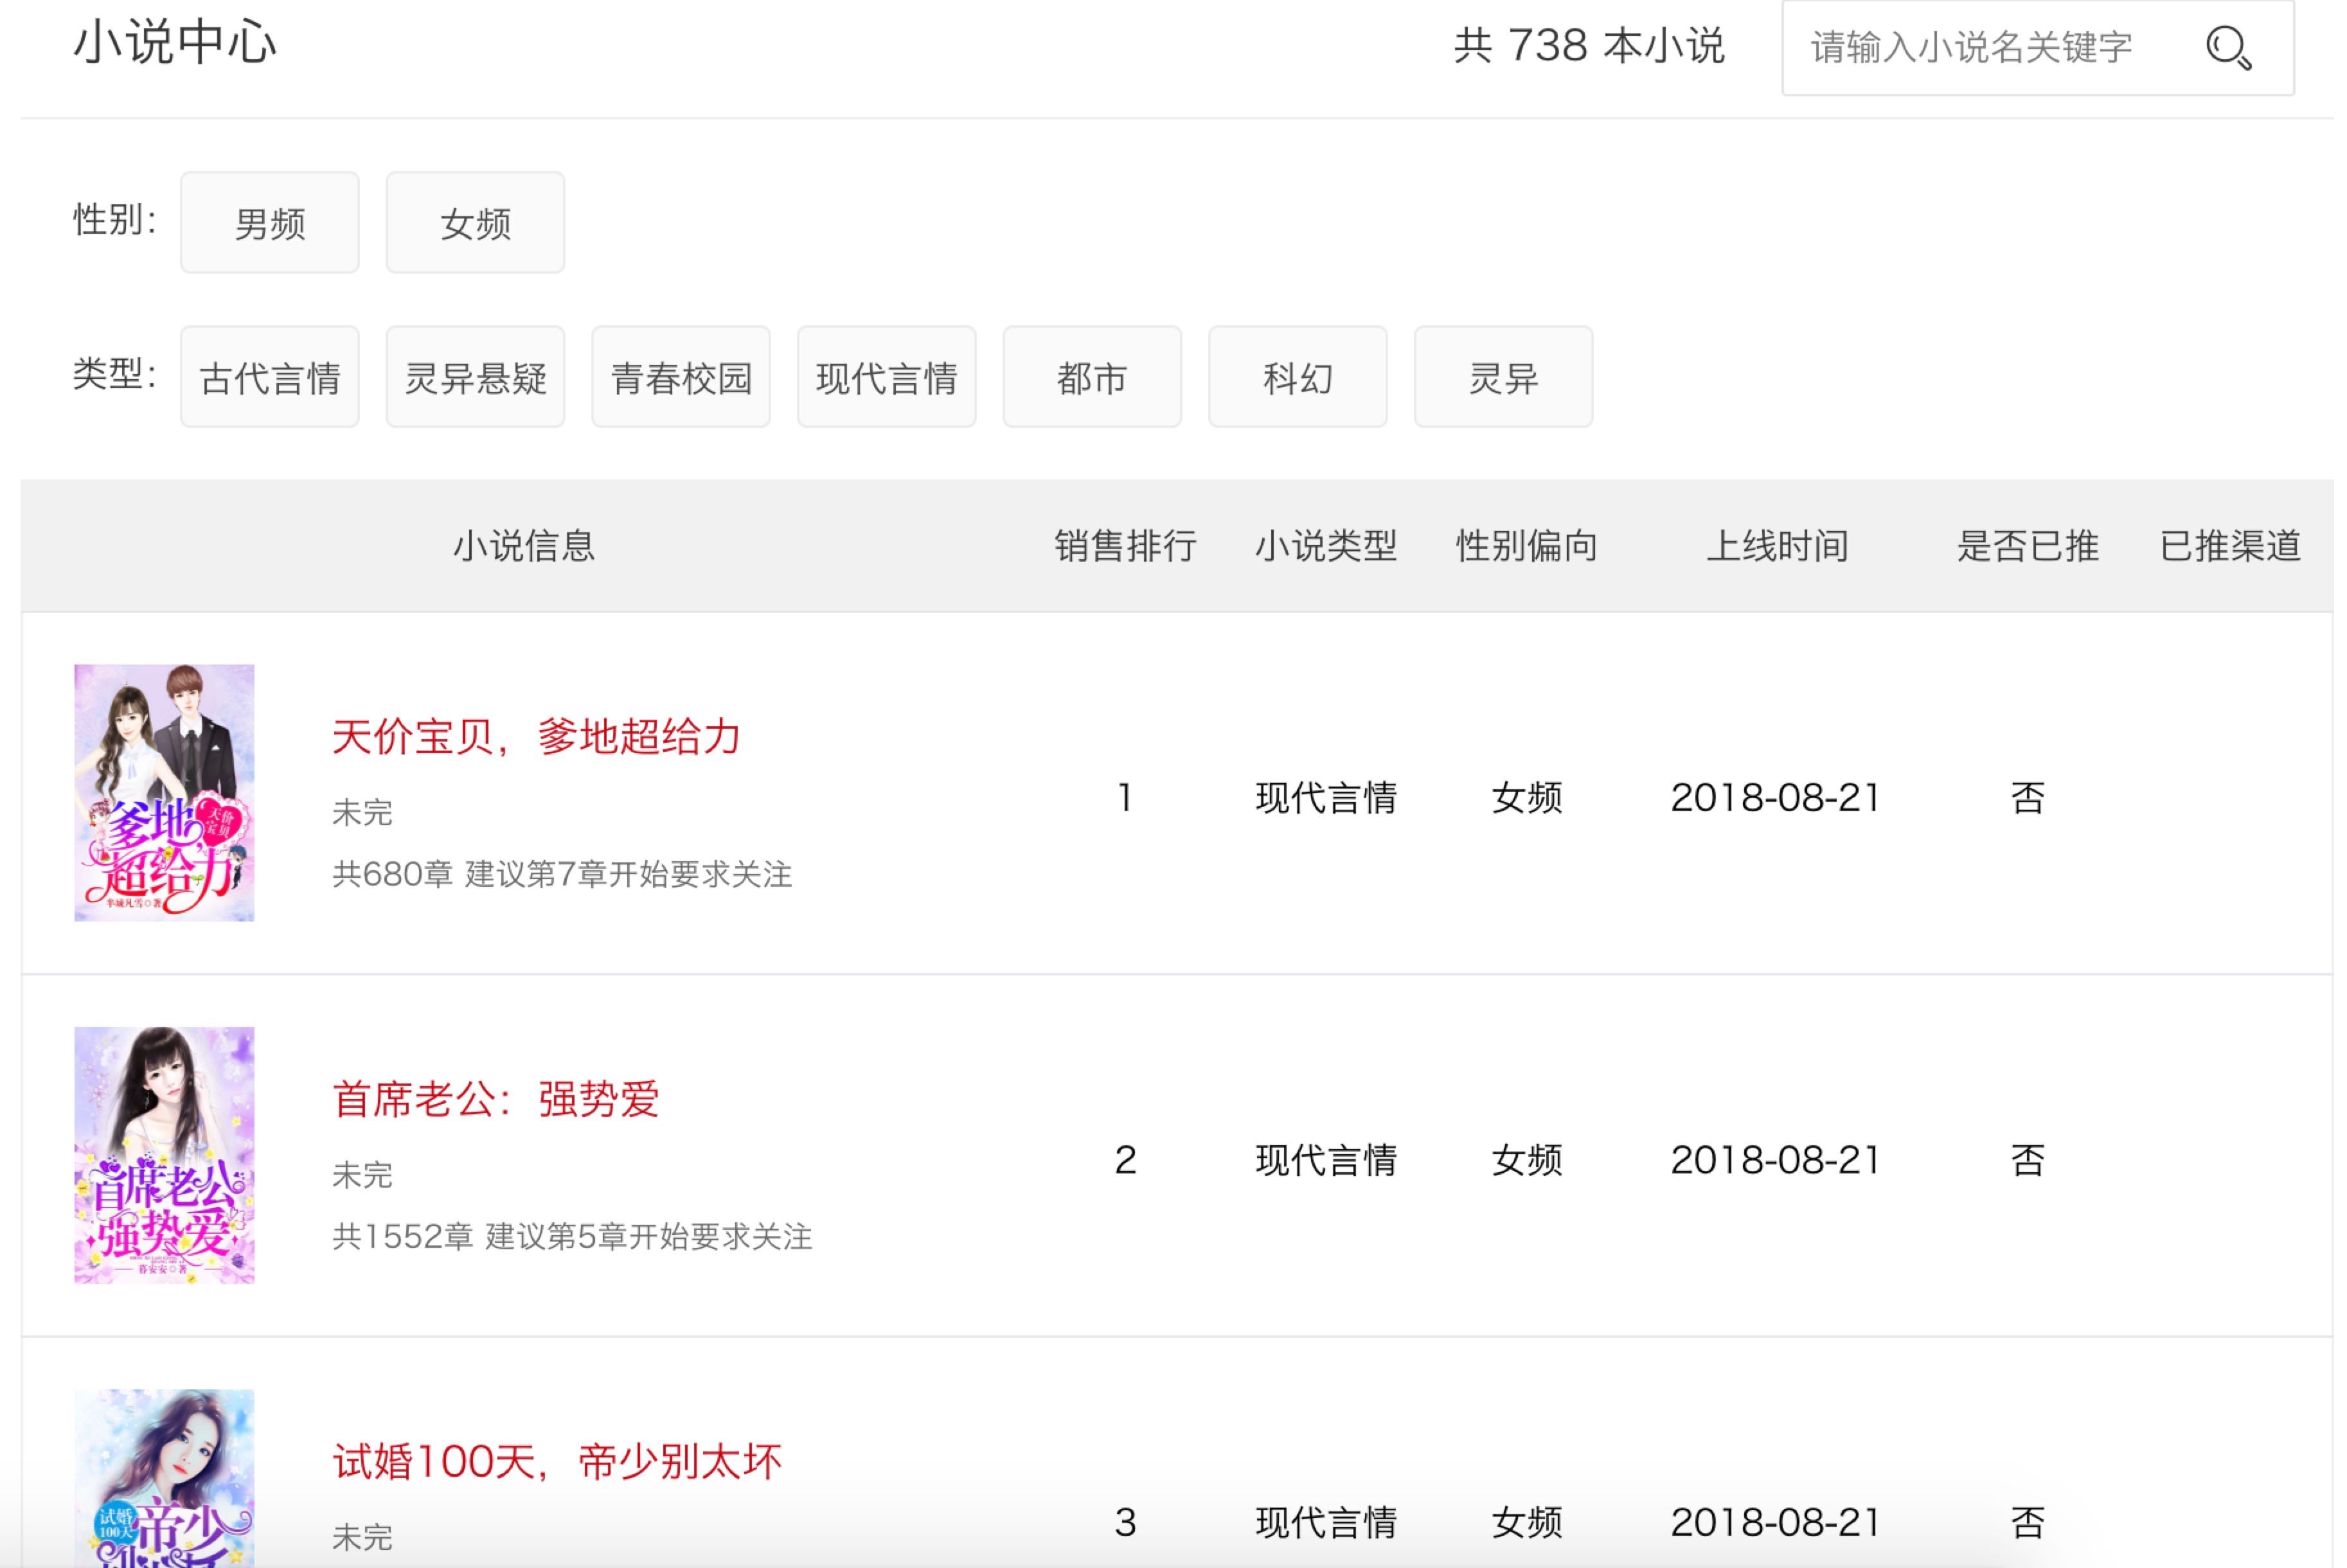 小说中心
共 738 本小说
请输入小说名关键字
性别：
男频
女频
类型：
古代言情
灵异悬疑
青春校园
现代言情
都市
科幻
灵异
小说信息 销售排行 小说类型 性别偏向 上线时间 是否已推 已推渠道
天价宝贝
爹地,
超给力
半城凡雪◎著
天价宝贝，爹地超给力
未完
共680章 建议第7章开始要求关注
1 现代言情 女频 2018-08-21 否
首席老公
强势爱
暮安安◎著
首席老公：强势爱
未完
共1552章 建议第5章开始要求关注
2 现代言情 女频 2018-08-21 否
试婚
100天
帝少
试婚100天，帝少别太坏
未完
3 现代言情 女频 2018-08-21 否